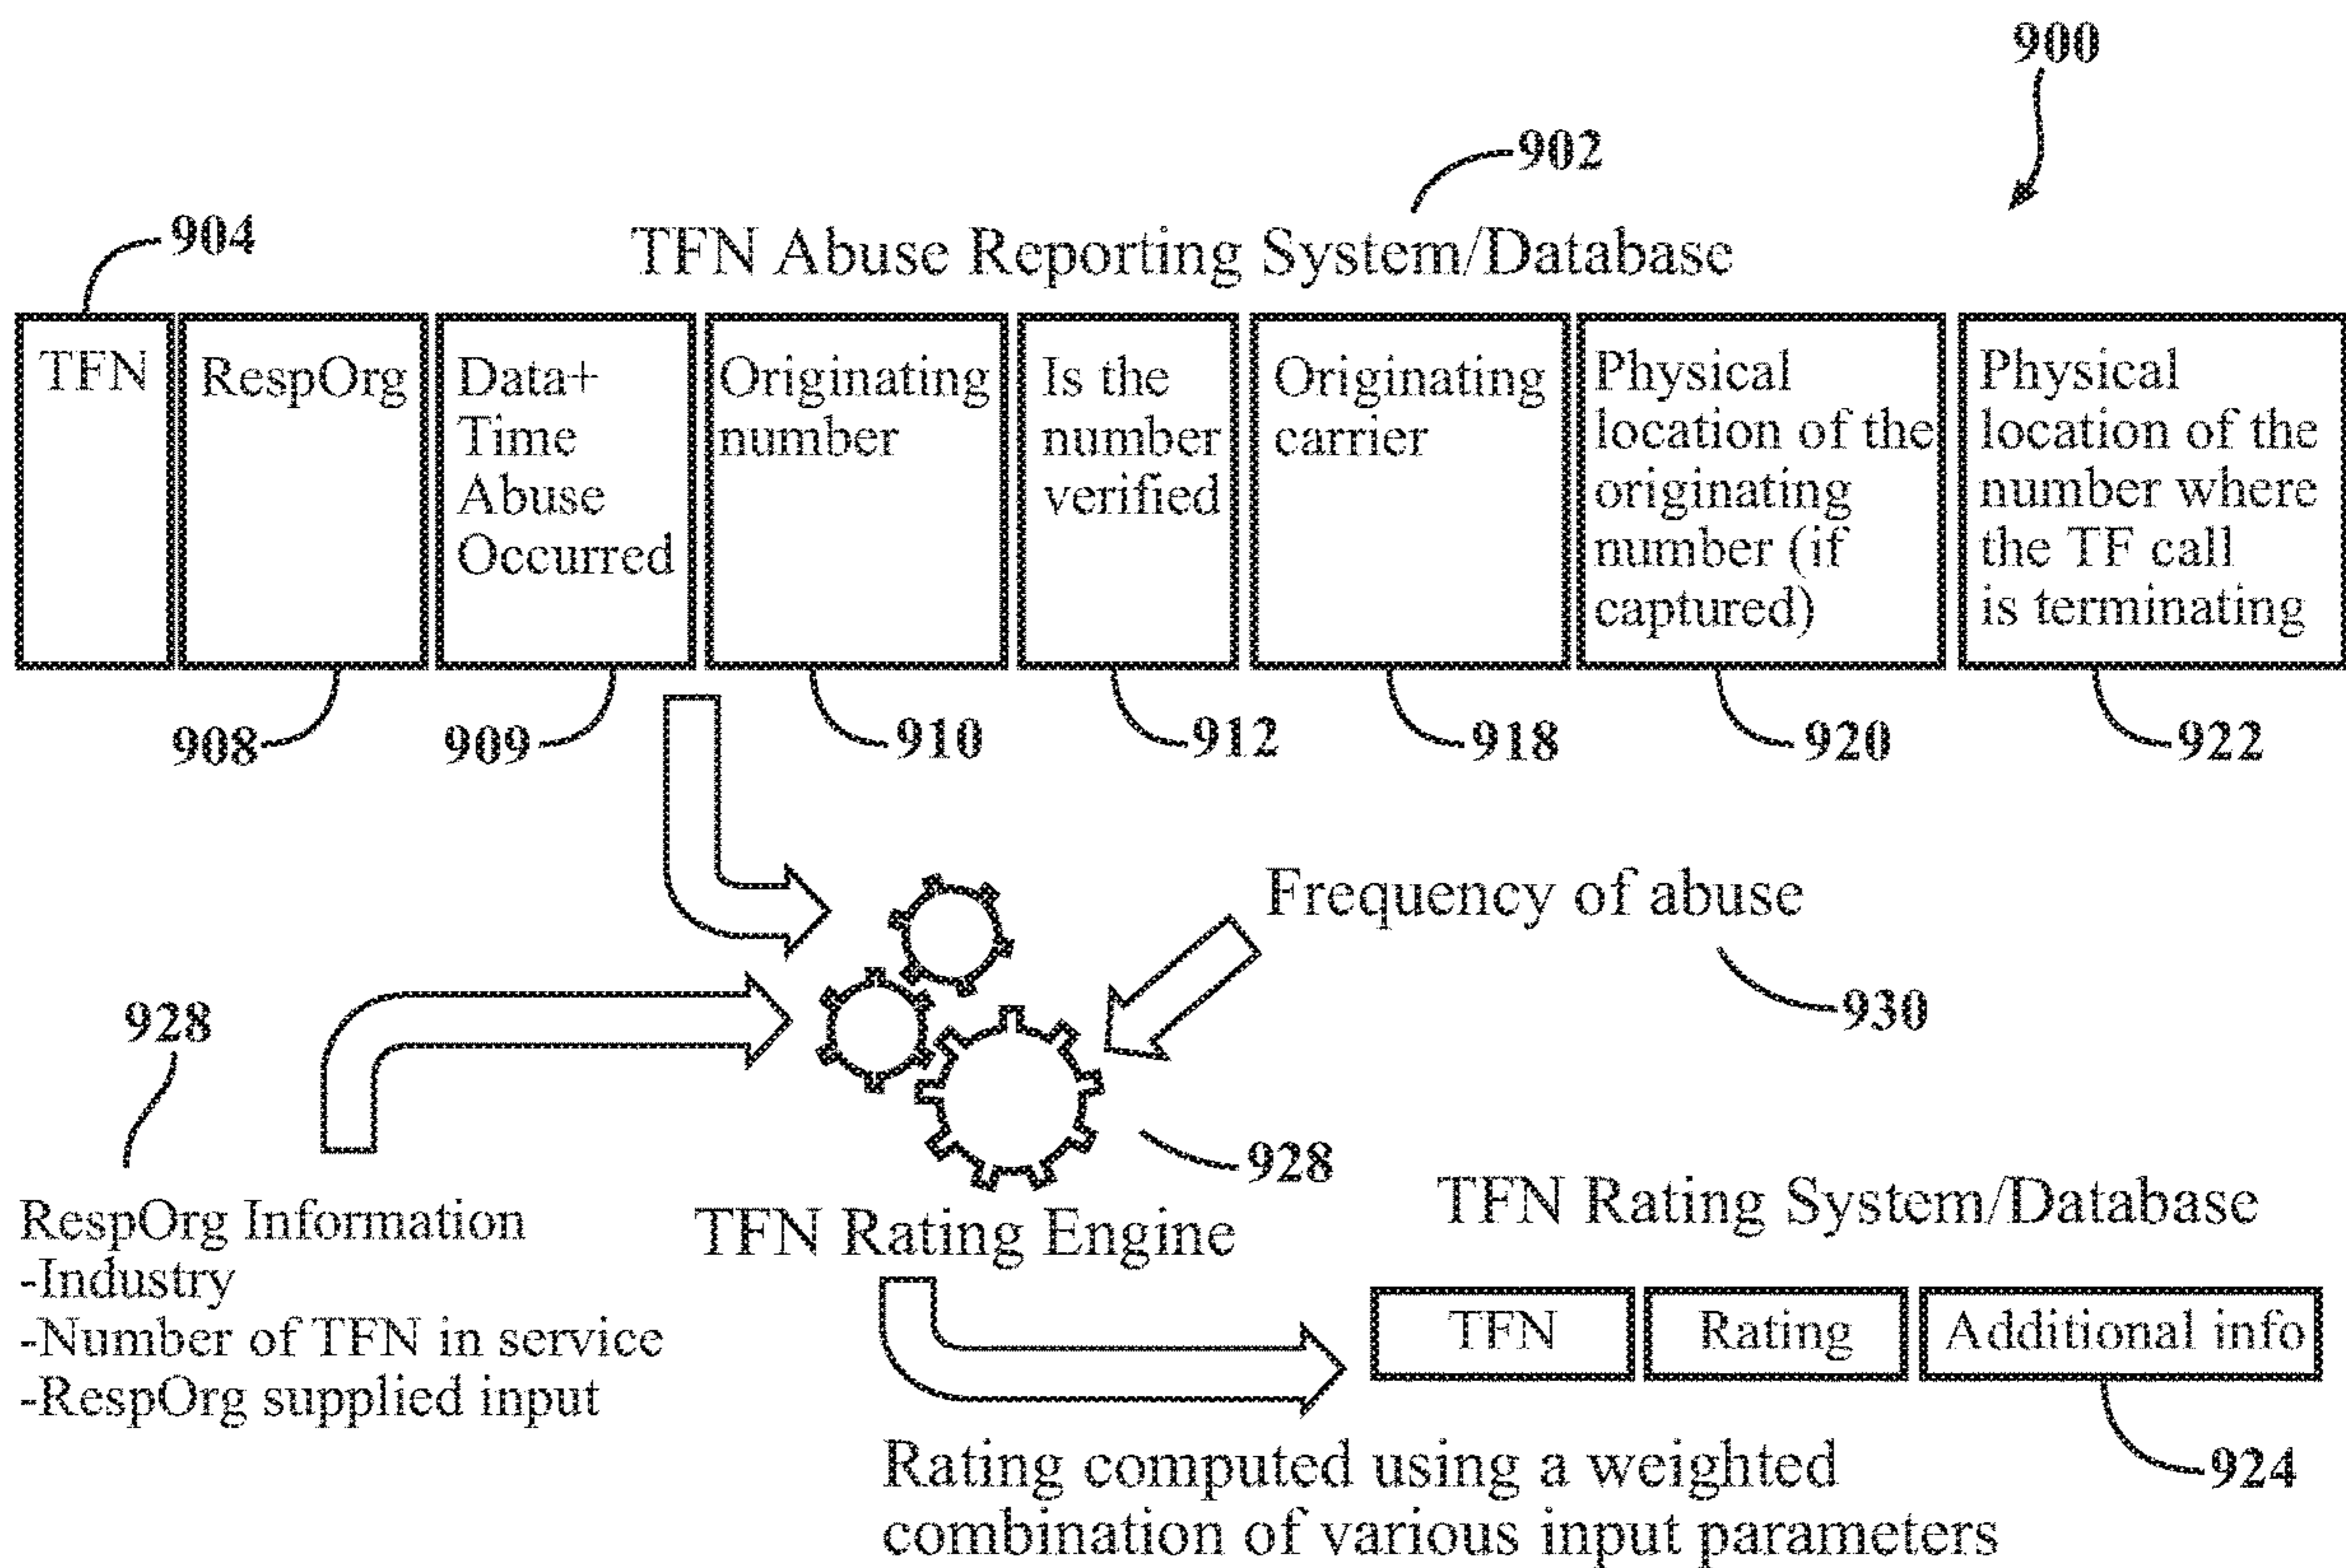 900
902
904
TFN Abuse Reporting System/Database
TFN
RespOrg
Data+
Time
Abuse
Occurred
Originating
number
Is the
number
verified
Originating
carrier
Physical
location of the
originating
number (if
captured)
Physical
location of the
number where
the TF call
is terminating
908
909
910
912
918
920
922
Frequency of abuse
930
928
928
RespOrg Information
-Industry
-Number of TFN in service
-RespOrg supplied input
TFN Rating Engine
TFN Rating System/Database
TFN
Rating
Additional info
924
Rating computed using a weighted
combination of various input parameters